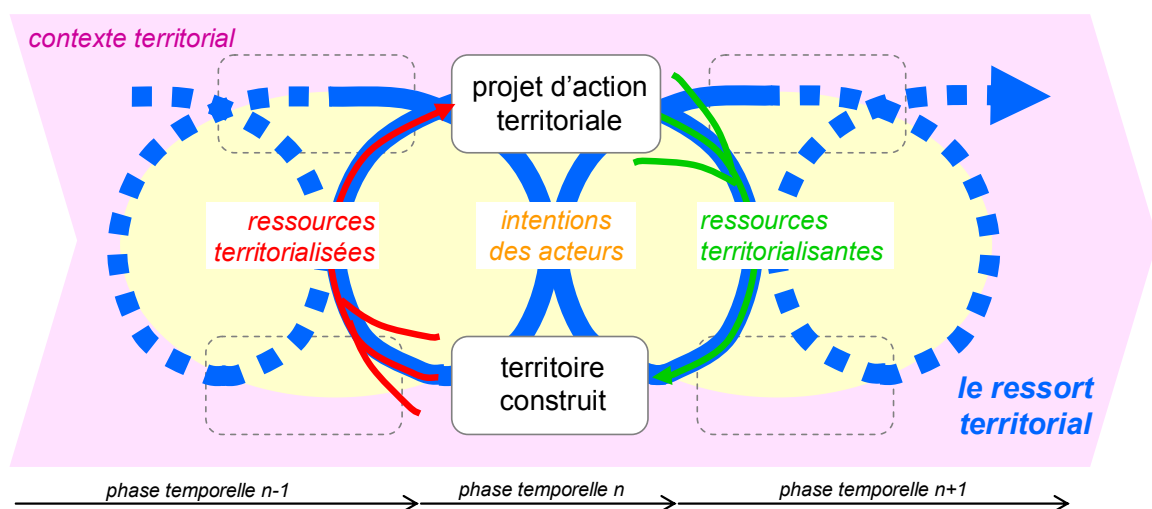 contexte territorial
projet d'action
territoriale
ressources
territorialisées
intentions
des acteurs
ressources
territorialisantes
territoire
construit
le ressort
territorial
phase temporelle n-1
phase temporelle n
phase temporelle n+1